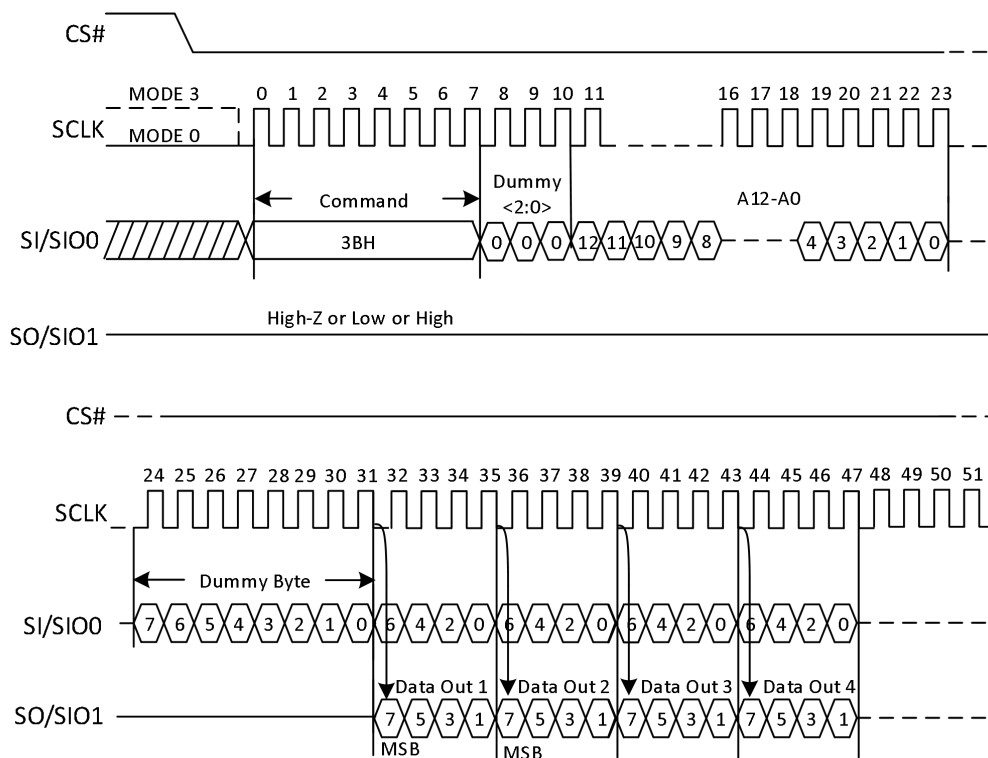 CS#
MODE 3
0 1 2 3 4 5 6 7 8 9 10 11 16 17 18 19 20 21 22 23
SCLK
MODE 0
Command
Dummy
<2:0>
A12-A0
SI/SIO0
3BH
0 0 0 12 11 10 9 8 4 3 2 1 0
High-Z or Low or High
SO/SIO1
CS#
24 25 26 27 28 29 30 31 32 33 34 35 36 37 38 39 40 41 42 43 44 45 46 47 48 49 50 51
SCLK
Dummy Byte
SI/SIO0
7 6 5 4 3 2 1 0 6 4 2 0 6 4 2 0 6 4 2 0 6 4 2 0
Data Out 1 Data Out 2 Data Out 3 Data Out 4
SO/SIO1
7 5 3 1 7 5 3 1 7 5 3 1 7 5 3 1
MSB MSB